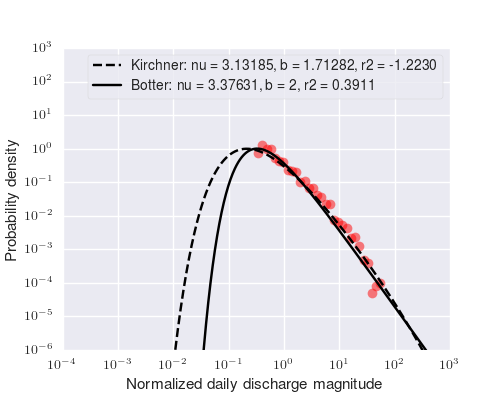 Kirchner: nu = 3.13185, b = 1.71282, r2 = -1.2230
Botter: nu = 3.37631, b = 2, r2 = 0.3911
Probability density
10³
10²
10¹
10⁰
10⁻¹
10⁻²
10⁻³
10⁻⁴
10⁻⁵
10⁻⁶
10⁻⁴ 10⁻³ 10⁻² 10⁻¹ 10⁰ 10¹ 10² 10³
Normalized daily discharge magnitude